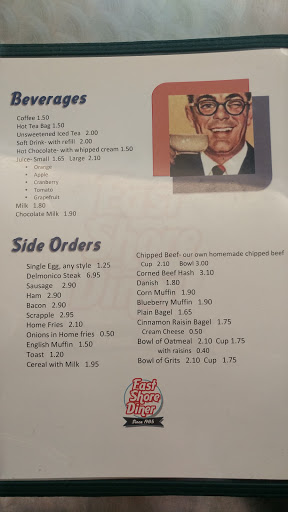 Beverages
Coffee 1.50
Hot Tea Bag 1.50
Unsweetened Iced Tea 2.00
Soft Drink- with refill 2.00
Hot Chocolate- with whipped cream 1.50
Juice- Small 1.65 Large 2.10
• Orange
• Apple
• Cranberry
• Tomato
• Grapefruit
Milk 1.80
Chocolate Milk 1.90
Side Orders
Single Egg, any style 1.25
Delmonico Steak 6.95
Sausage 2.90
Ham 2.90
Bacon 2.90
Scrapple 2.95
Home Fries 2.10
Onions in Home fries 0.50
English Muffin 1.50
Toast 1.20
Cereal with Milk 1.95
Chipped Beef- our own homemade chipped beef
Cup 2.10 Bowl 3.00
Corned Beef Hash 3.10
Danish 1.80
Corn Muffin 1.90
Blueberry Muffin 1.90
Plain Bagel 1.65
Cinnamon Raisin Bagel 1.75
Cream Cheese 0.50
Bowl of Oatmeal 2.10 Cup 1.75
with raisins 0.40
Bowl of Grits 2.10 Cup 1.75
East
Shore
Diner
Since 1985